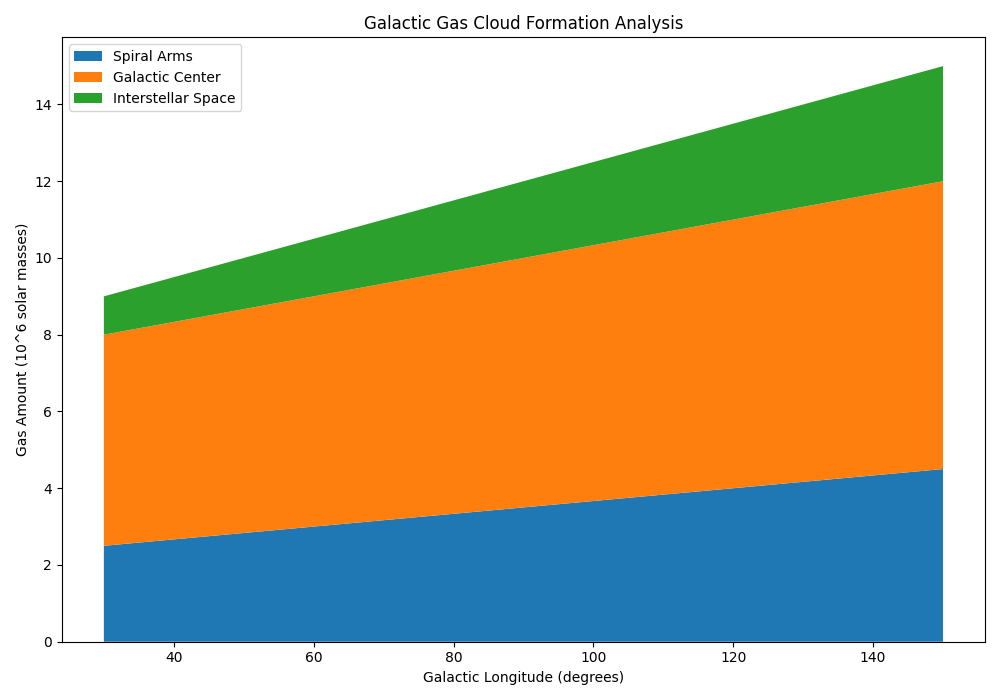 Galactic Gas Cloud Formation Analysis
Spiral Arms
Galactic Center
Interstellar Space
Gas Amount (10^6 solar masses)
14
12
10
8
6
4
2
0
40 60 80 100 120 140
Galactic Longitude (degrees)